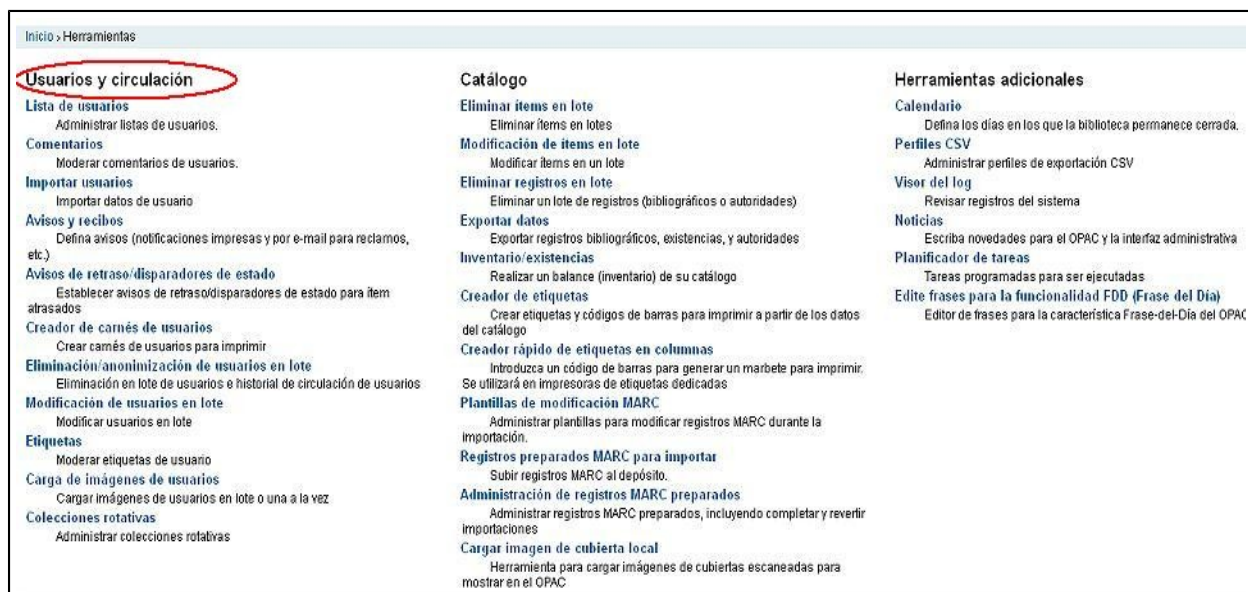 Inicio › Herramientas
Usuarios y circulación
Lista de usuarios
Administrar listas de usuarios.
Comentarios
Moderar comentarios de usuarios.
Importar usuarios
Importar datos de usuario
Avisos y recibos
Defina avisos (notificaciones impresas y por e-mail para reclamos,
etc.)
Avisos de retraso/disparadores de estado
Establecer avisos de retraso/disparadores de estado para ítem
atrasados
Creador de carnés de usuarios
Crear carnés de usuarios para imprimir
Eliminación/anonimización de usuarios en lote
Eliminación en lote de usuarios e historial de circulación de usuarios
Modificación de usuarios en lote
Modificar usuarios en lote
Etiquetas
Moderar etiquetas de usuario
Carga de imágenes de usuarios
Cargar imágenes de usuarios en lote o una a la vez
Colecciones rotativas
Administrar colecciones rotativas
Catálogo
Eliminar ítems en lote
Eliminar ítems en lotes
Modificación de ítems en lote
Modificar ítems en un lote
Eliminar registros en lote
Eliminar un lote de registros (bibliográficos o autoridades)
Exportar datos
Exportar registros bibliográficos, existencias, y autoridades
Inventario/existencias
Realizar un balance (inventario) de su catálogo
Creador de etiquetas
Crear etiquetas y códigos de barras para imprimir a partir de los datos
del catálogo
Creador rápido de etiquetas en columnas
Introduzca un código de barras para generar un marbete para imprimir.
Se utilizará en impresoras de etiquetas dedicadas
Plantillas de modificación MARC
Administrar plantillas para modificar registros MARC durante la
importación.
Registros preparados MARC para importar
Subir registros MARC al depósito.
Administración de registros MARC preparados
Administrar registros MARC preparados, incluyendo completar y revertir
importaciones
Cargar imagen de cubierta local
Herramienta para cargar imágenes de cubiertas escaneadas para
mostrar en el OPAC
Herramientas adicionales
Calendario
Defina los días en los que la biblioteca permanece cerrada.
Perfiles CSV
Administrar perfiles de exportación CSV
Visor del log
Revisar registros del sistema
Noticias
Escriba novedades para el OPAC y la interfaz administrativa
Planificador de tareas
Tareas programadas para ser ejecutadas
Edite frases para la funcionalidad FDD (Frase del Día)
Editor de frases para la característica Frase-del-Día del OPAC